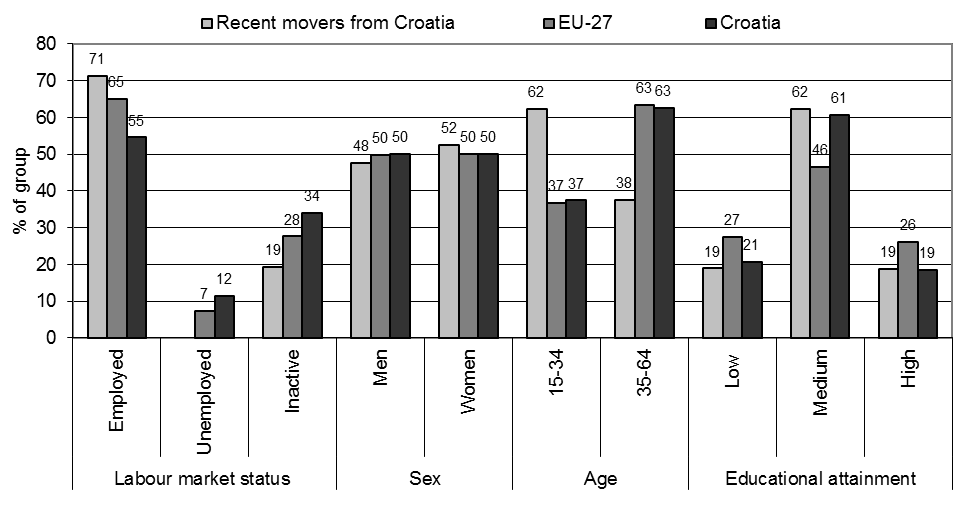 Recent movers from Croatia EU-27 Croatia
% of group
80
70
60
50
40
30
20
10
0
71 65 55
7 12
19 28 34
48 50 50
52 50 50
62 37 37
38 63 63
19 27 21
62 46 61
19 26 19
Employed
Unemployed
Inactive
Men
Women
15-34
35-64
Low
Medium
High
Labour market status Sex Age Educational attainment